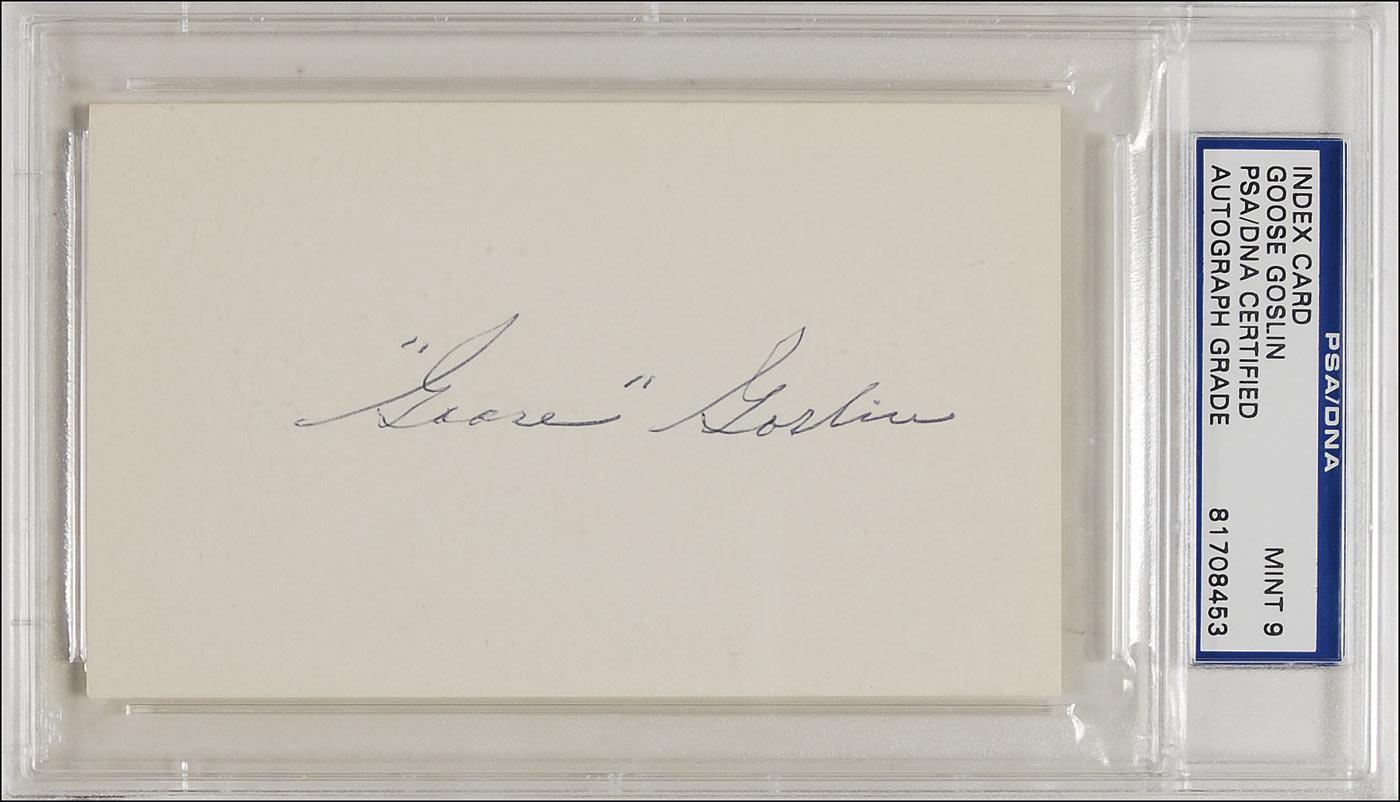 "Goose" Goslin
PSA/DNA
INDEX CARD
GOOSE GOSLIN MINT 9
PSA/DNA CERTIFIED
AUTOGRAPH GRADE 81708453